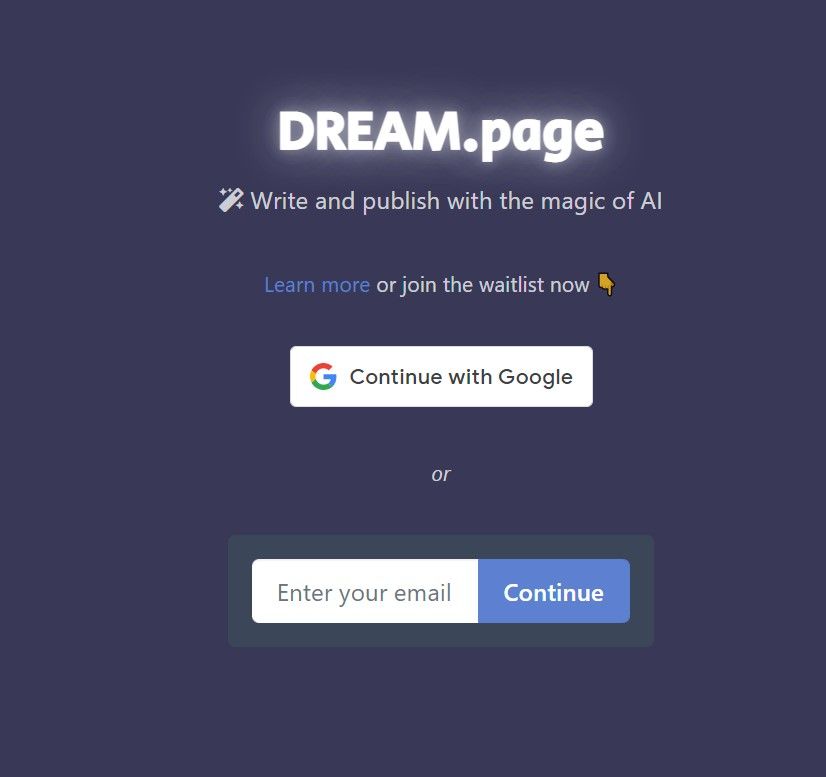 DREAM.page
Write and publish with the magic of AI
Learn more or join the waitlist now
Continue with Google
or
Enter your email
Continue